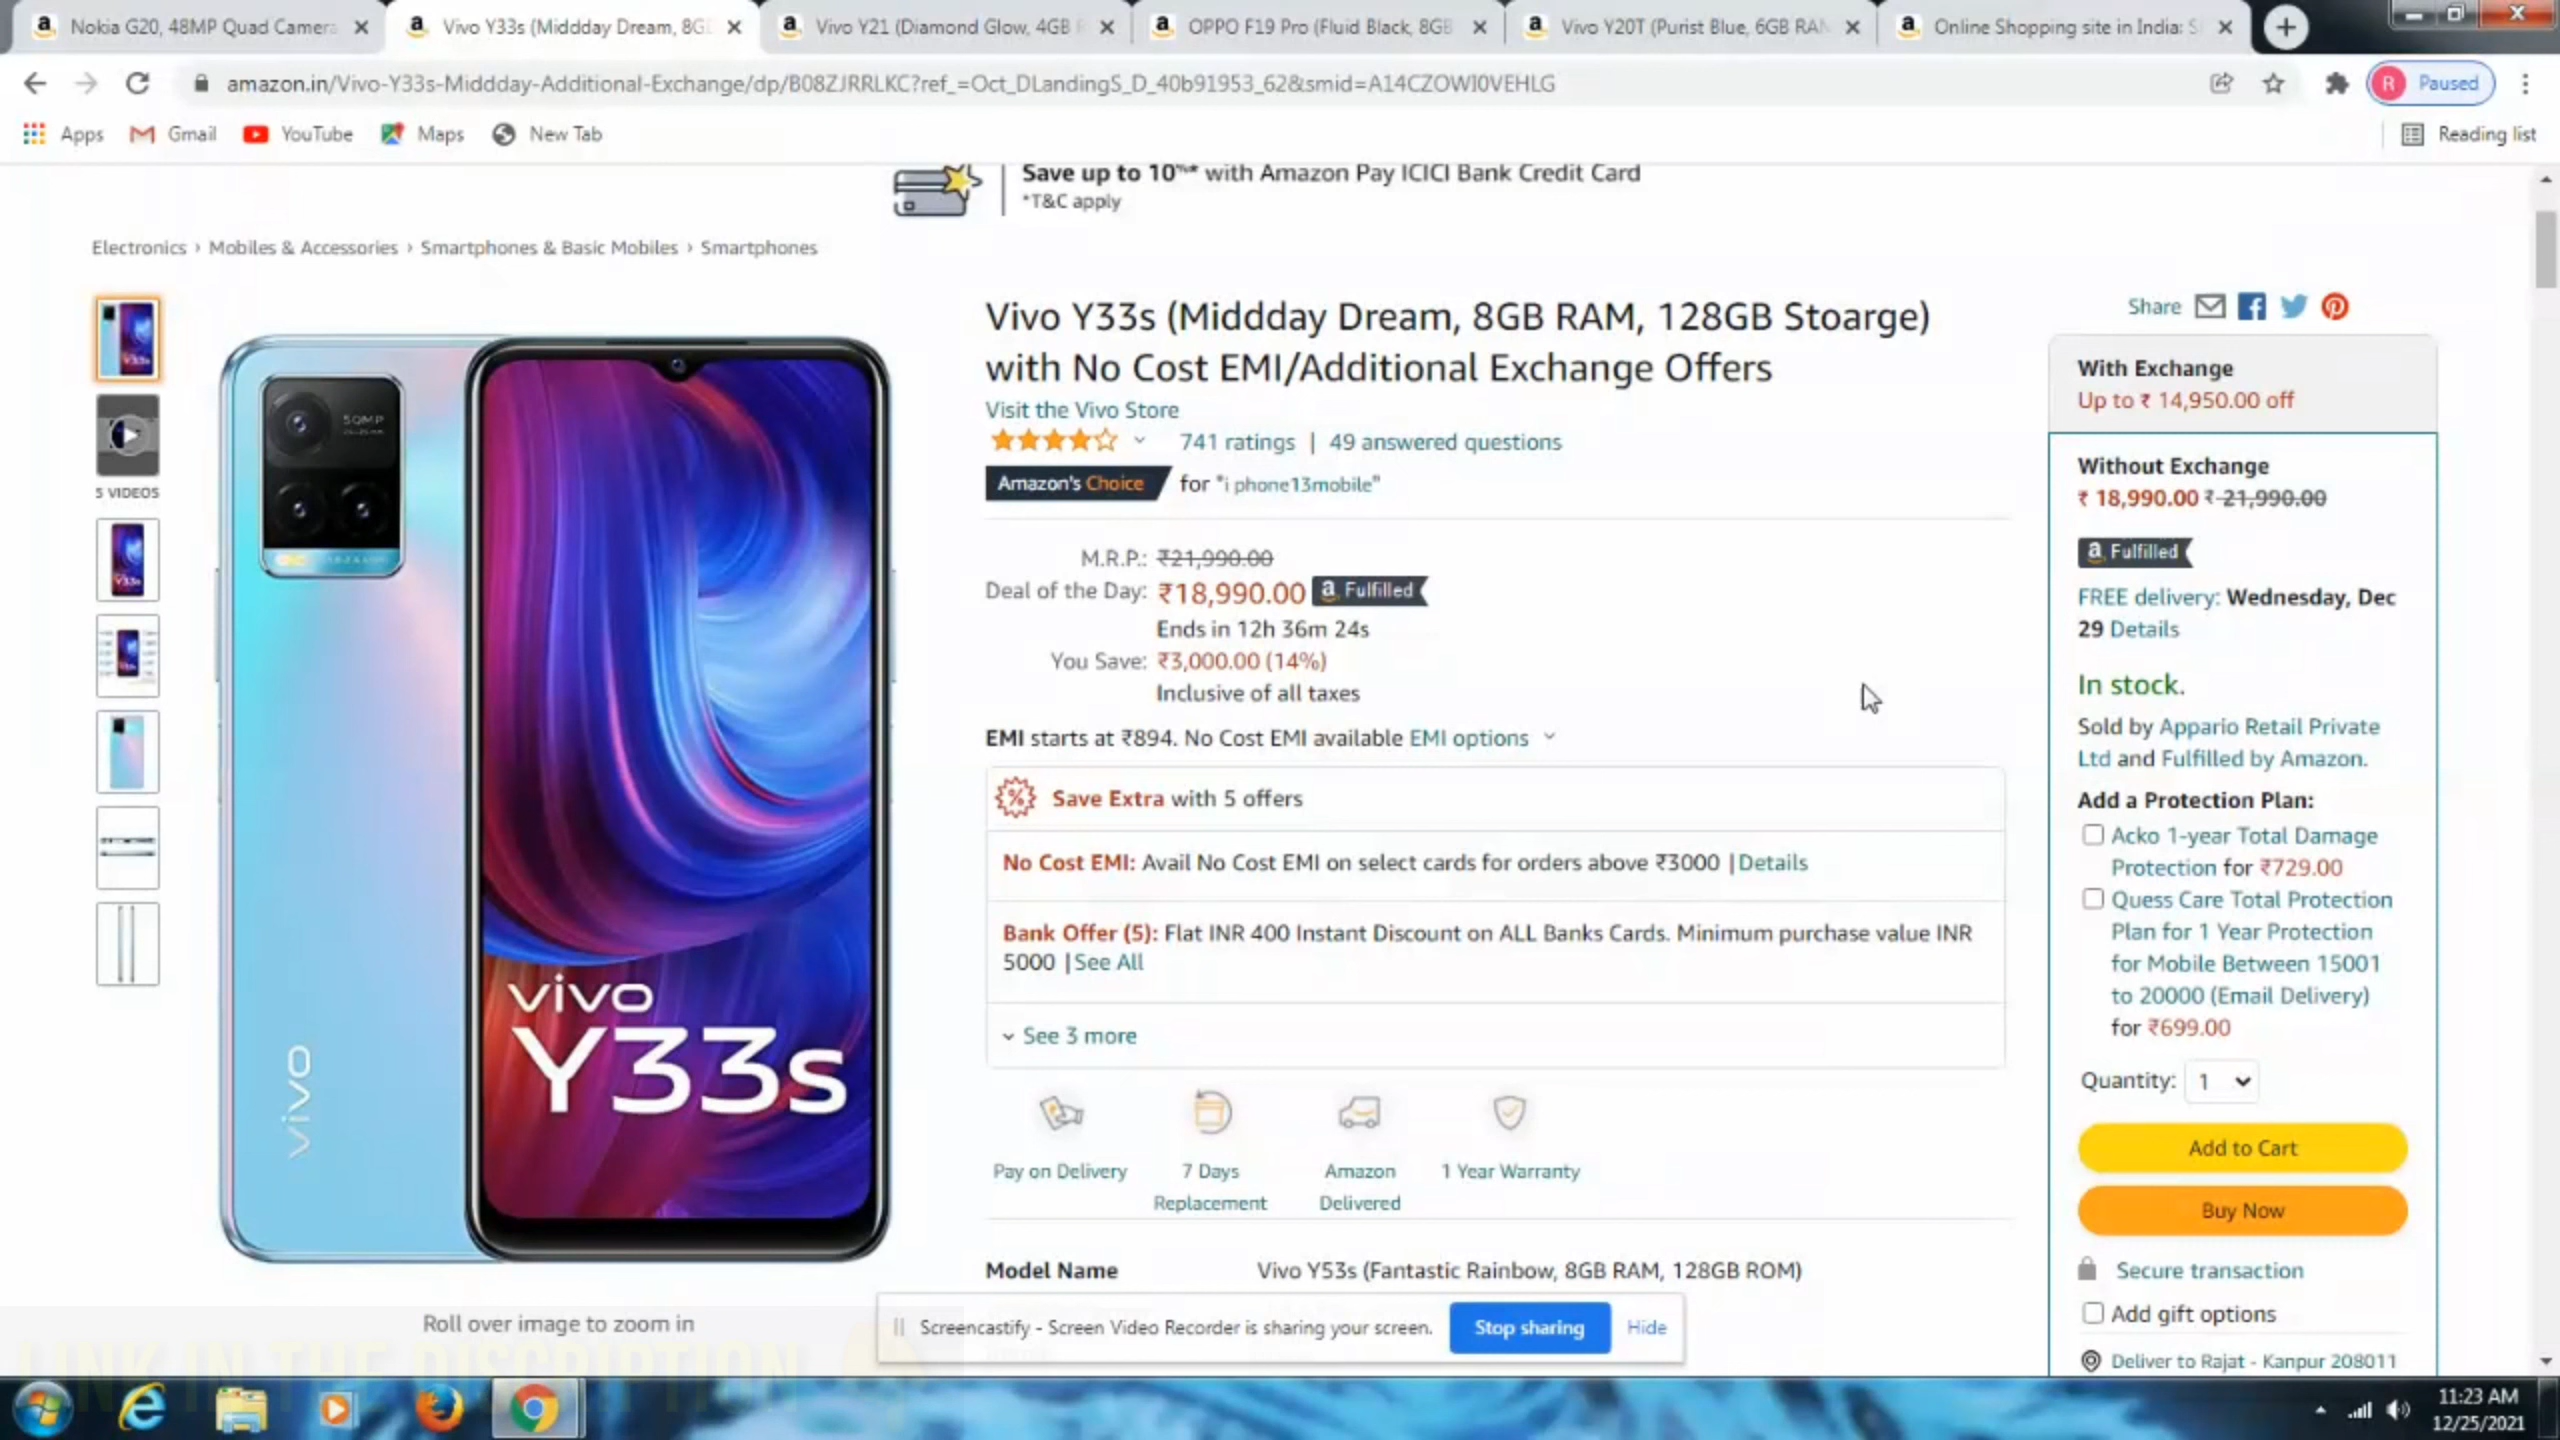 Nokia G20, 48MP Quad Camera
Vivo Y33s (Middday Dream, 8G
Vivo Y21 (Diamond Glow, 4GB R
OPPO F19 Pro (Fluid Black, 8GB
Vivo Y20T (Purist Blue, 6GB RAM
Online Shopping site in India: S
amazon.in/Vivo-Y33s-Middday-Additional-Exchange/dp/B08ZJRRLKC?ref_=Oct_DLandingS_D_40b91953_62&smid=A14CZOWI0VEHLG
R Paused
Apps
Gmail
YouTube
Maps
New Tab
Reading list
Save up to 10%* with Amazon Pay ICICI Bank Credit Card
*T&C apply
Electronics › Mobiles & Accessories › Smartphones & Basic Mobiles › Smartphones
5 VIDEOS
50MP
vivo
vivo
Y33s
Roll over image to zoom in
Vivo Y33s (Middday Dream, 8GB RAM, 128GB Stoarge)
with No Cost EMI/Additional Exchange Offers
Visit the Vivo Store
741 ratings | 49 answered questions
Amazon's Choice for "i phone13mobile"
M.R.P.: ₹21,990.00
Deal of the Day: ₹18,990.00 a Fulfilled
Ends in 12h 36m 24s
You Save: ₹3,000.00 (14%)
Inclusive of all taxes
EMI starts at ₹894. No Cost EMI available EMI options
Save Extra with 5 offers
No Cost EMI: Avail No Cost EMI on select cards for orders above ₹3000 |Details
Bank Offer (5): Flat INR 400 Instant Discount on ALL Banks Cards. Minimum purchase value INR
5000 |See All
See 3 more
Pay on Delivery
7 Days
Replacement
Amazon
Delivered
1 Year Warranty
Model Name Vivo Y53s (Fantastic Rainbow, 8GB RAM, 128GB ROM)
Share
With Exchange
Up to ₹ 14,950.00 off
Without Exchange
₹ 18,990.00 ₹ 21,990.00
a Fulfilled
FREE delivery: Wednesday, Dec
29 Details
In stock.
Sold by Appario Retail Private
Ltd and Fulfilled by Amazon.
Add a Protection Plan:
Acko 1-year Total Damage
Protection for ₹729.00
Quess Care Total Protection
Plan for 1 Year Protection
for Mobile Between 15001
to 20000 (Email Delivery)
for ₹699.00
Quantity: 1
Add to Cart
Buy Now
Secure transaction
Add gift options
Deliver to Rajat - Kanpur 208011
Screencastify - Screen Video Recorder is sharing your screen. Stop sharing Hide
LINK IN THE DISCRIPTION
11:23 AM
12/25/2021